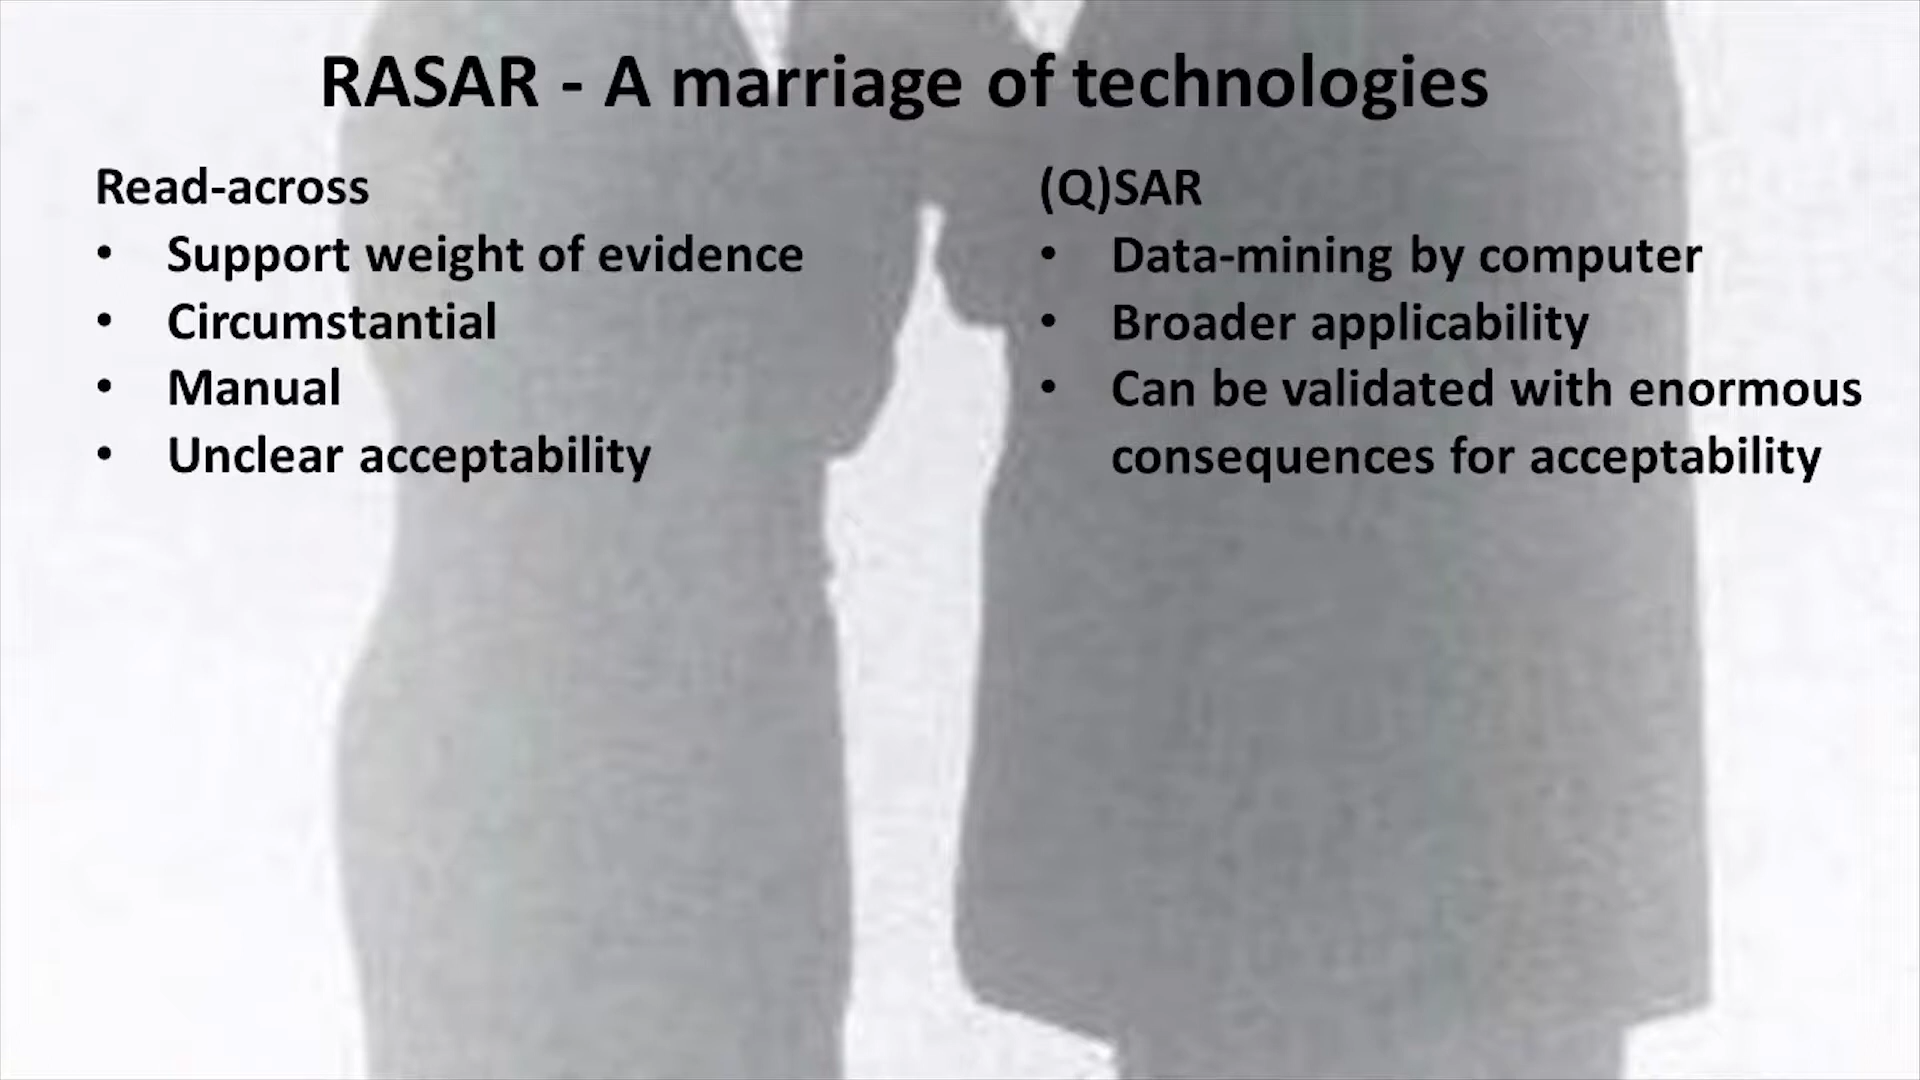 RASAR - A marriage of technologies
Read-across
• Support weight of evidence
• Circumstantial
• Manual
• Unclear acceptability
(Q)SAR
• Data-mining by computer
• Broader applicability
• Can be validated with enormous
consequences for acceptability